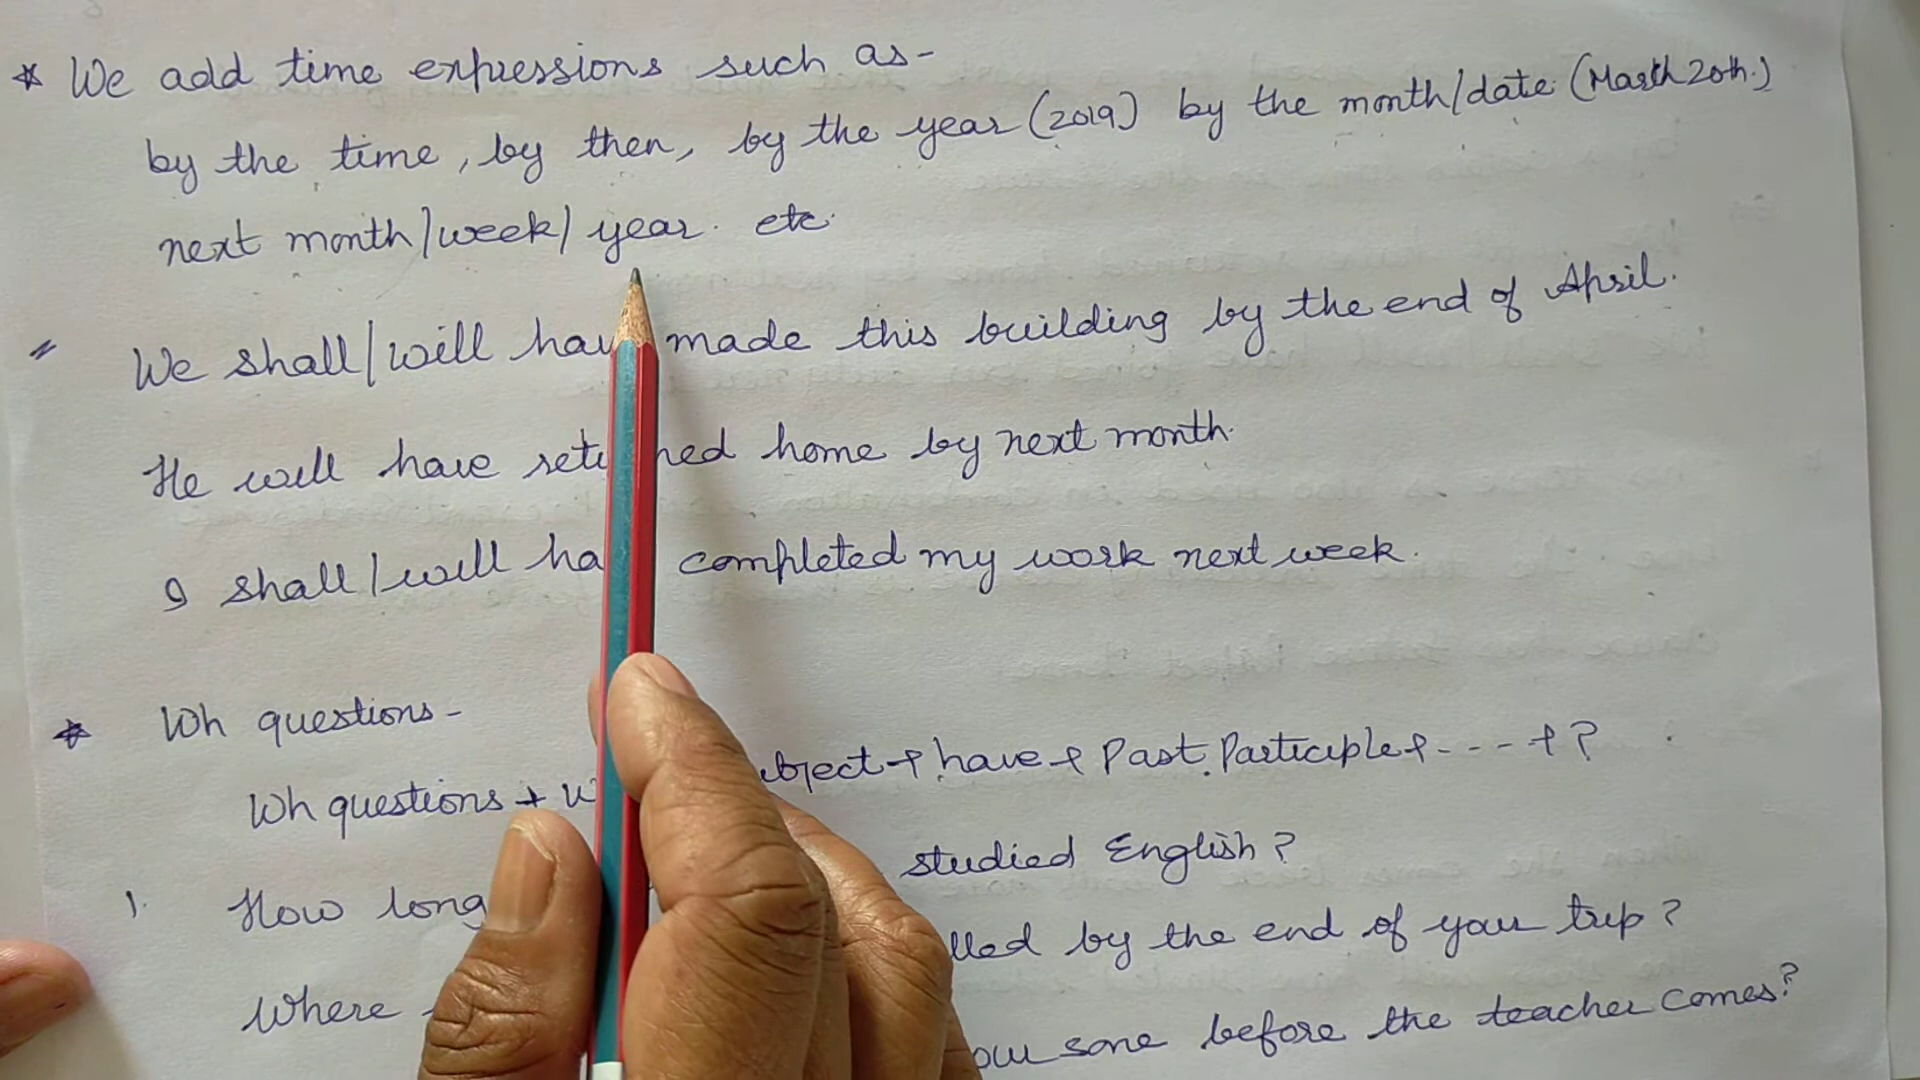 * We add time expressions such as-
by the time, by then, by the year (2019) by the month/date (March 20th.)
next month/week/year. etc.
We shall/will have made this building by the end of April.
He will have returned home by next month.
I shall/will completed my work next week.
* Wh questions-
Wh questions + + have + Past Participle + ---- + ?
1. How long studied English?
by the end of your trip?
Where
before the teacher comes?